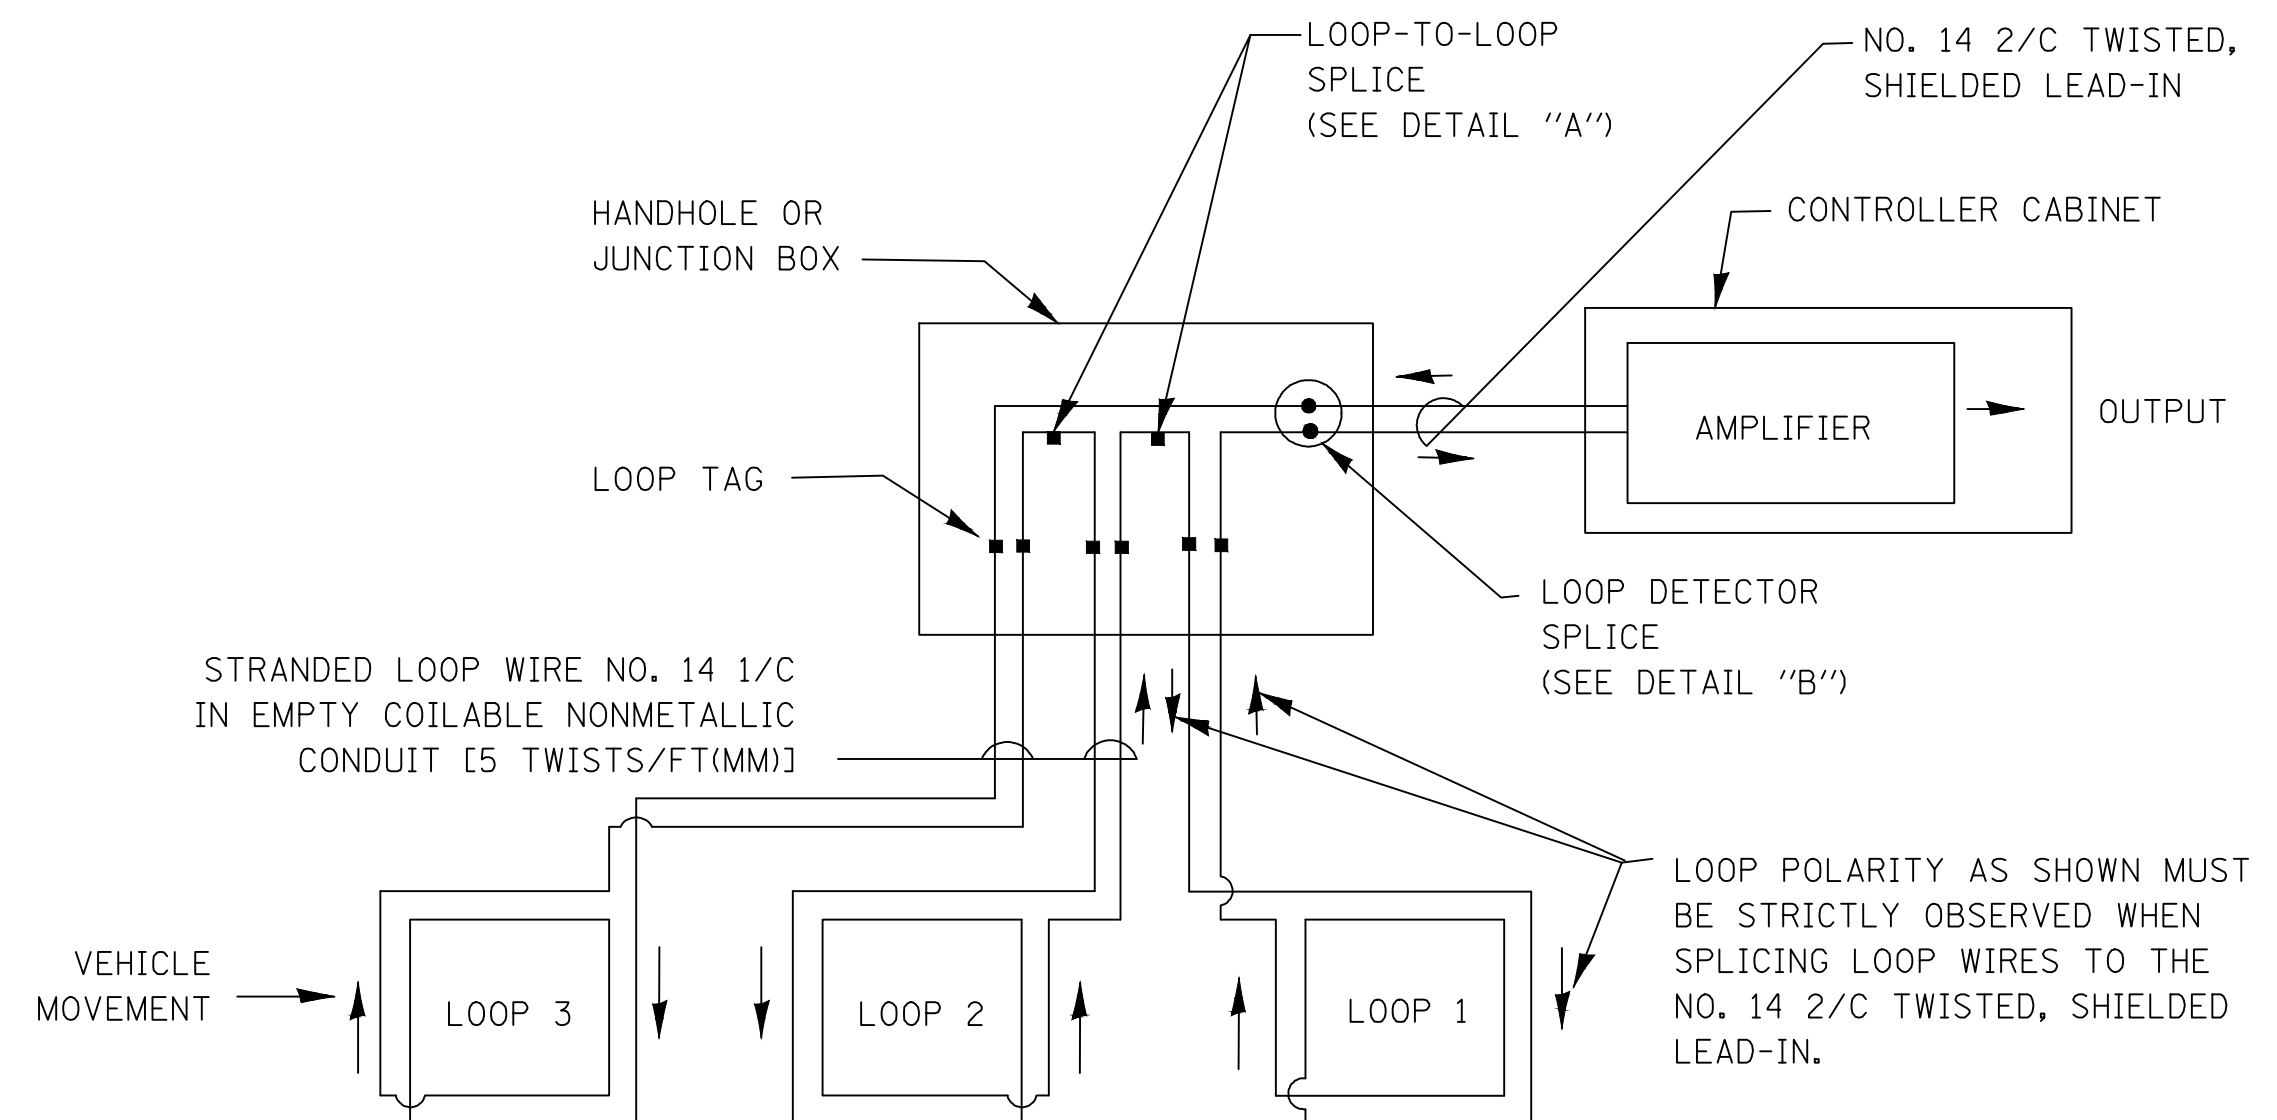 LOOP-TO-LOOP
SPLICE
(SEE DETAIL "A")
NO. 14 2/C TWISTED,
SHIELDED LEAD-IN
HANDHOLE OR
JUNCTION BOX
CONTROLLER CABINET
AMPLIFIER
OUTPUT
LOOP TAG
LOOP DETECTOR
SPLICE
(SEE DETAIL "B")
STRANDED LOOP WIRE NO. 14 1/C
IN EMPTY COILABLE NONMETALLIC
CONDUIT [5 TWISTS/FT(MM)]
LOOP POLARITY AS SHOWN MUST
BE STRICTLY OBSERVED WHEN
SPLICING LOOP WIRES TO THE
NO. 14 2/C TWISTED, SHIELDED
LEAD-IN.
VEHICLE
MOVEMENT
LOOP 3
LOOP 2
LOOP 1